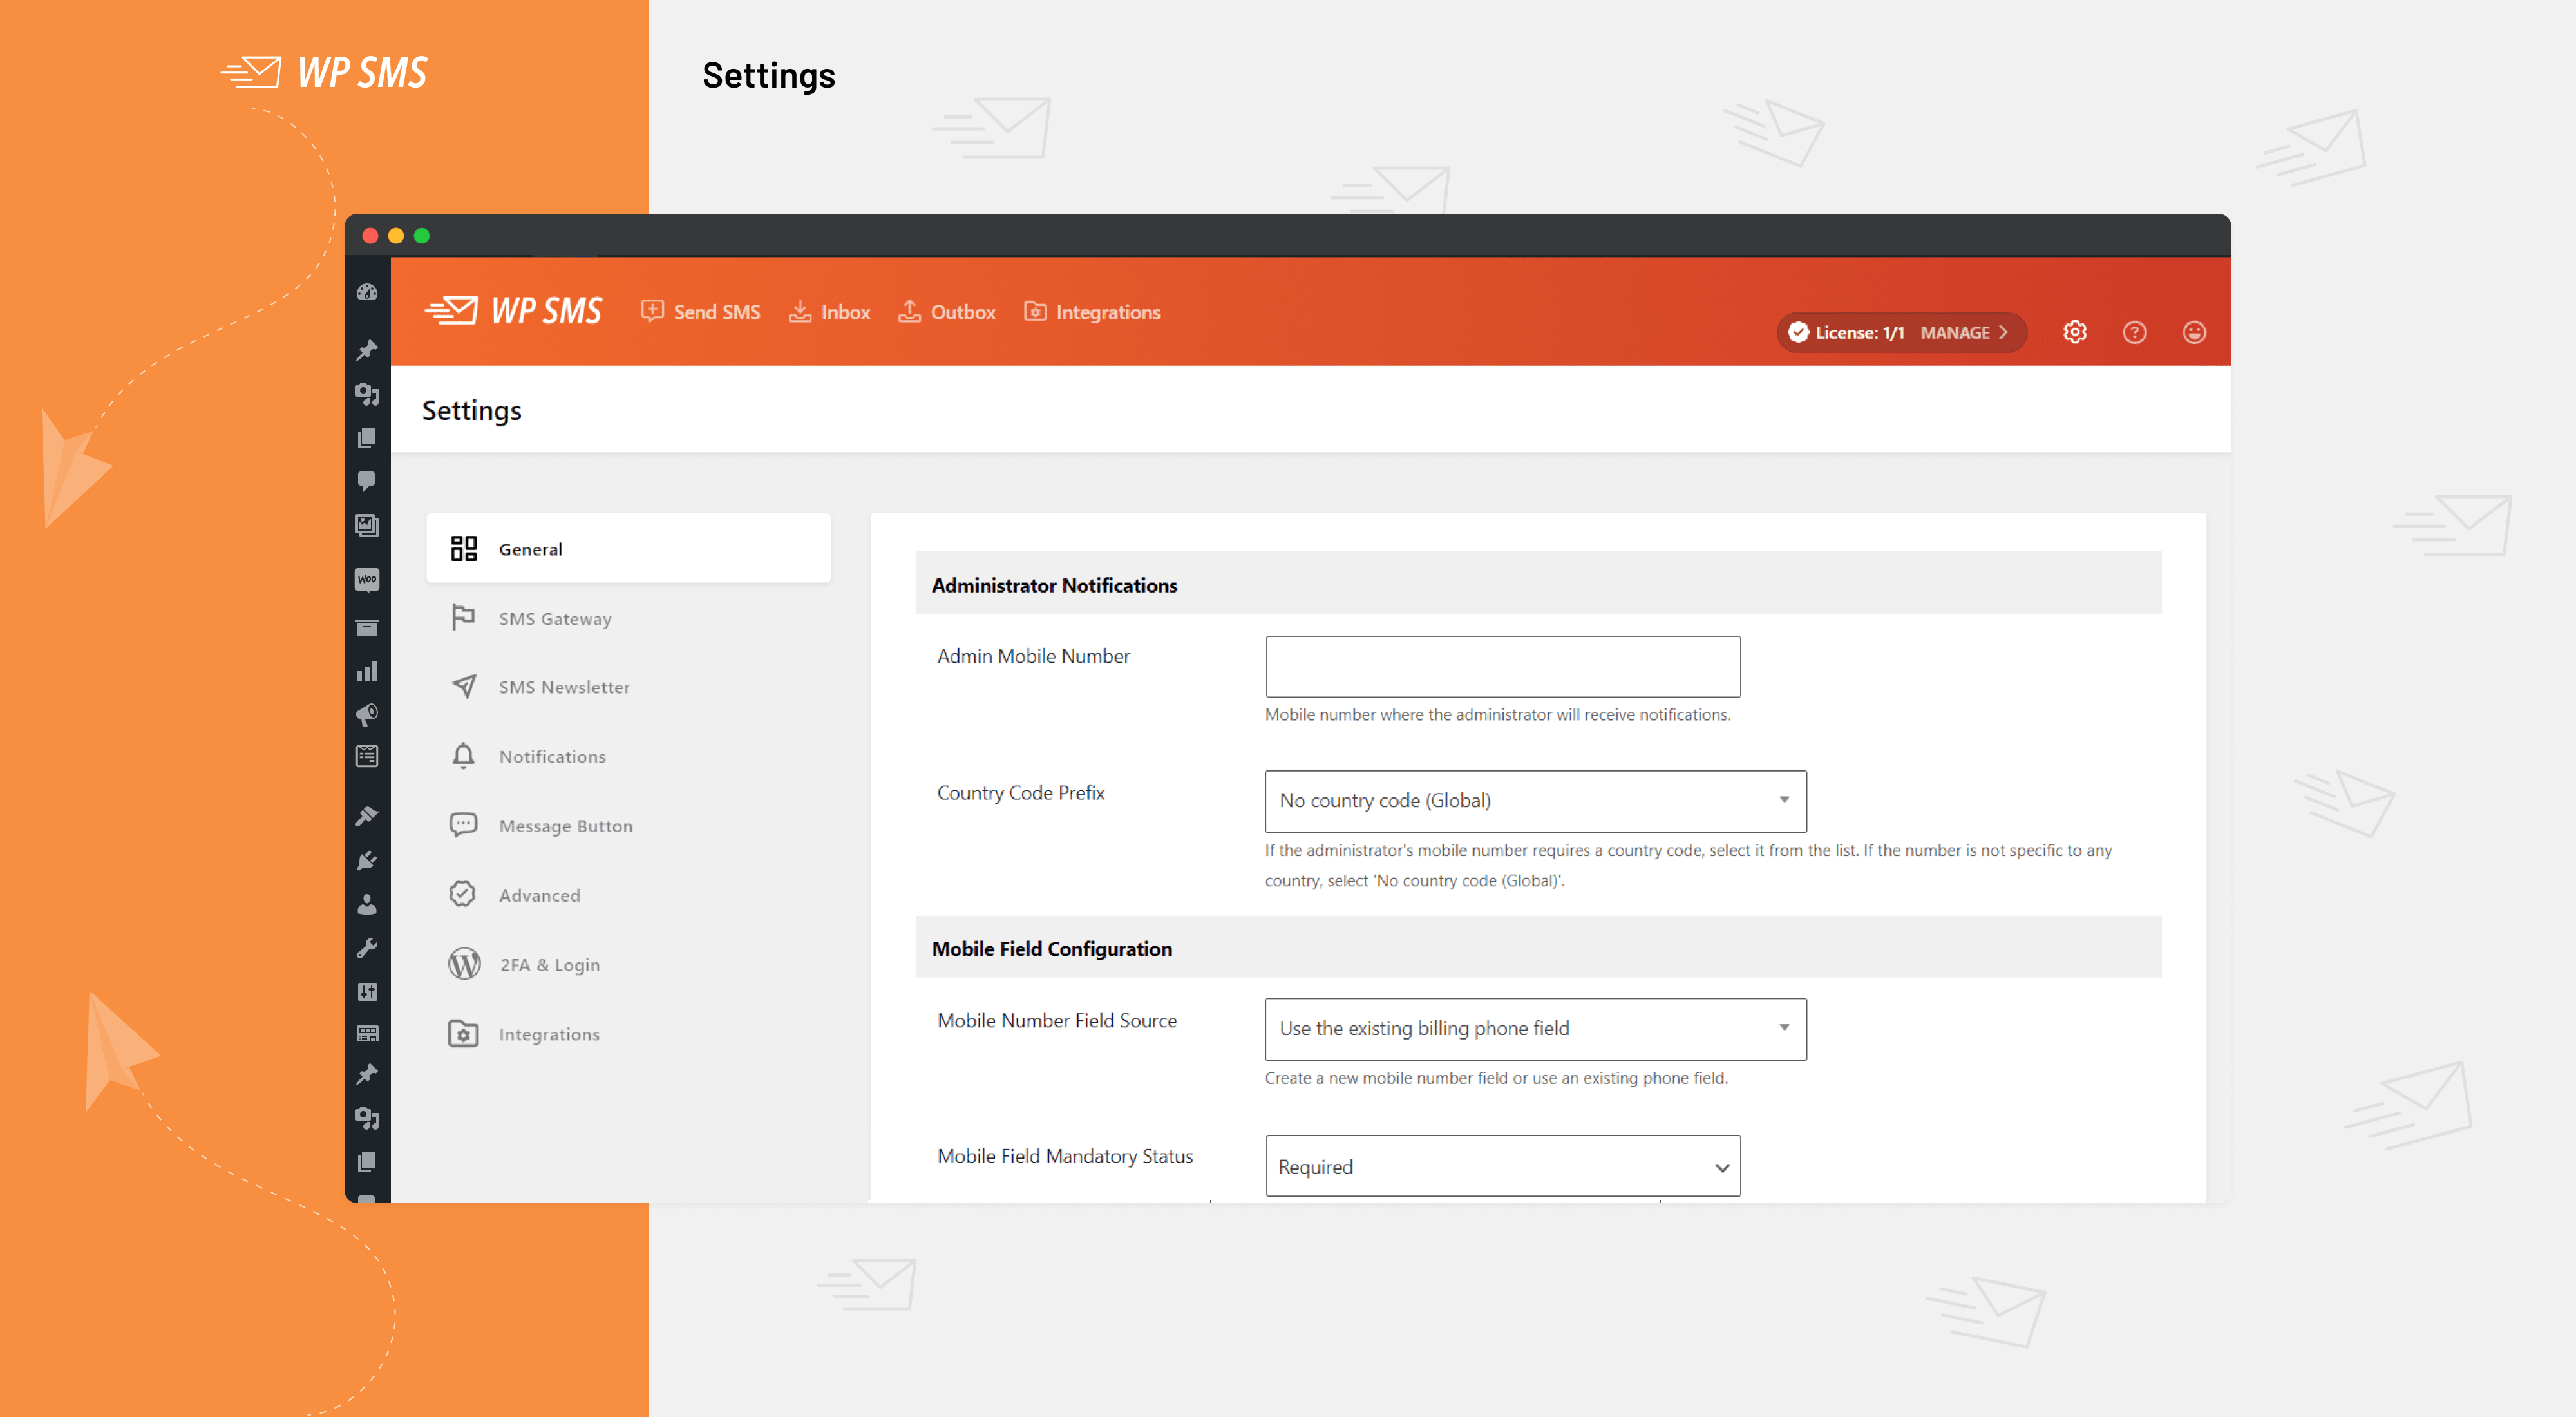 WP SMS
Settings
WP SMS
Send SMS
Inbox
Outbox
Integrations
License: 1/1 MANAGE
Settings
General
SMS Gateway
SMS Newsletter
Notifications
Woo
Message Button
Advanced
2FA & Login
Integrations
Administrator Notifications
Admin Mobile Number
Mobile number where the administrator will receive notifications.
Country Code Prefix
No country code (Global)
If the administrator's mobile number requires a country code, select it from the list. If the number is not specific to any
country, select 'No country code (Global)'.
Mobile Field Configuration
Mobile Number Field Source
Use the existing billing phone field
Create a new mobile number field or use an existing phone field.
Mobile Field Mandatory Status
Required